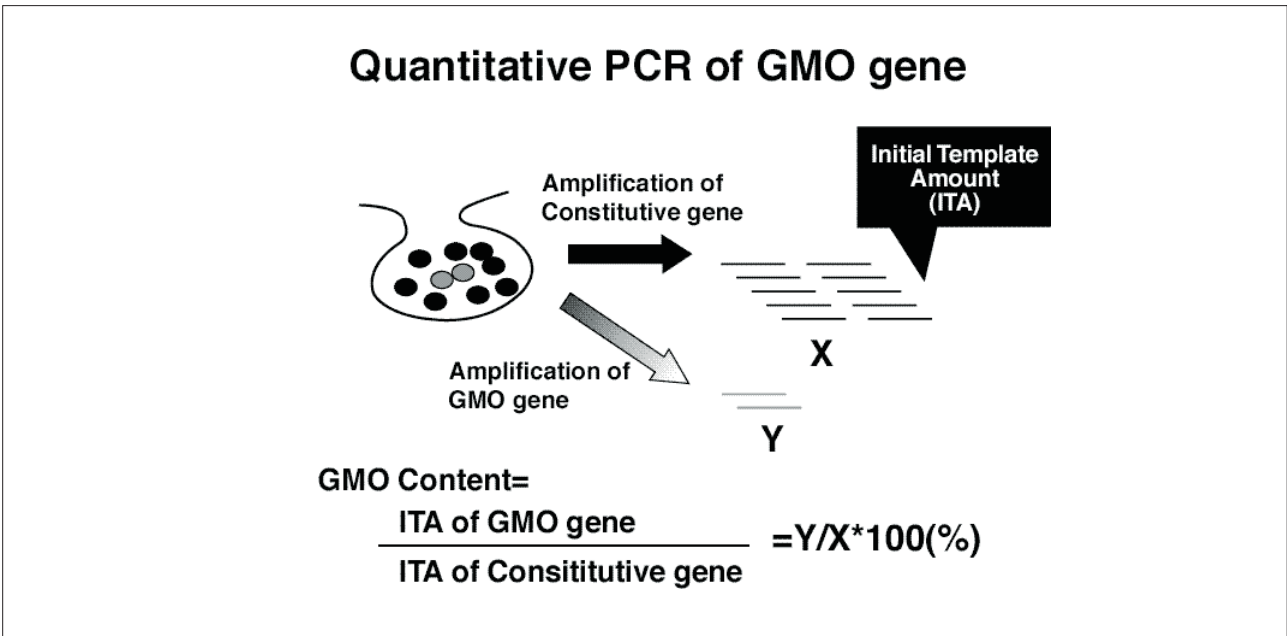 Quantitative PCR of GMO gene
Initial Template
Amount
(ITA)
Amplification of
Constitutive gene
X
Amplification of
GMO gene
Y
GMO Content=
ITA of GMO gene
ITA of Consititutive gene
=Y/X*100(%)